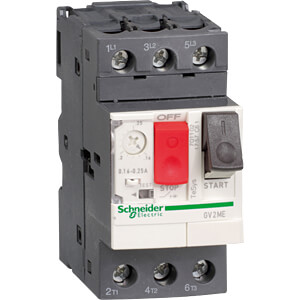 1L1 3L2 5L3
OFF
0.16-0.25A
STOP START
Schneider
Electric
GV2ME
2T1 4T2 6T3